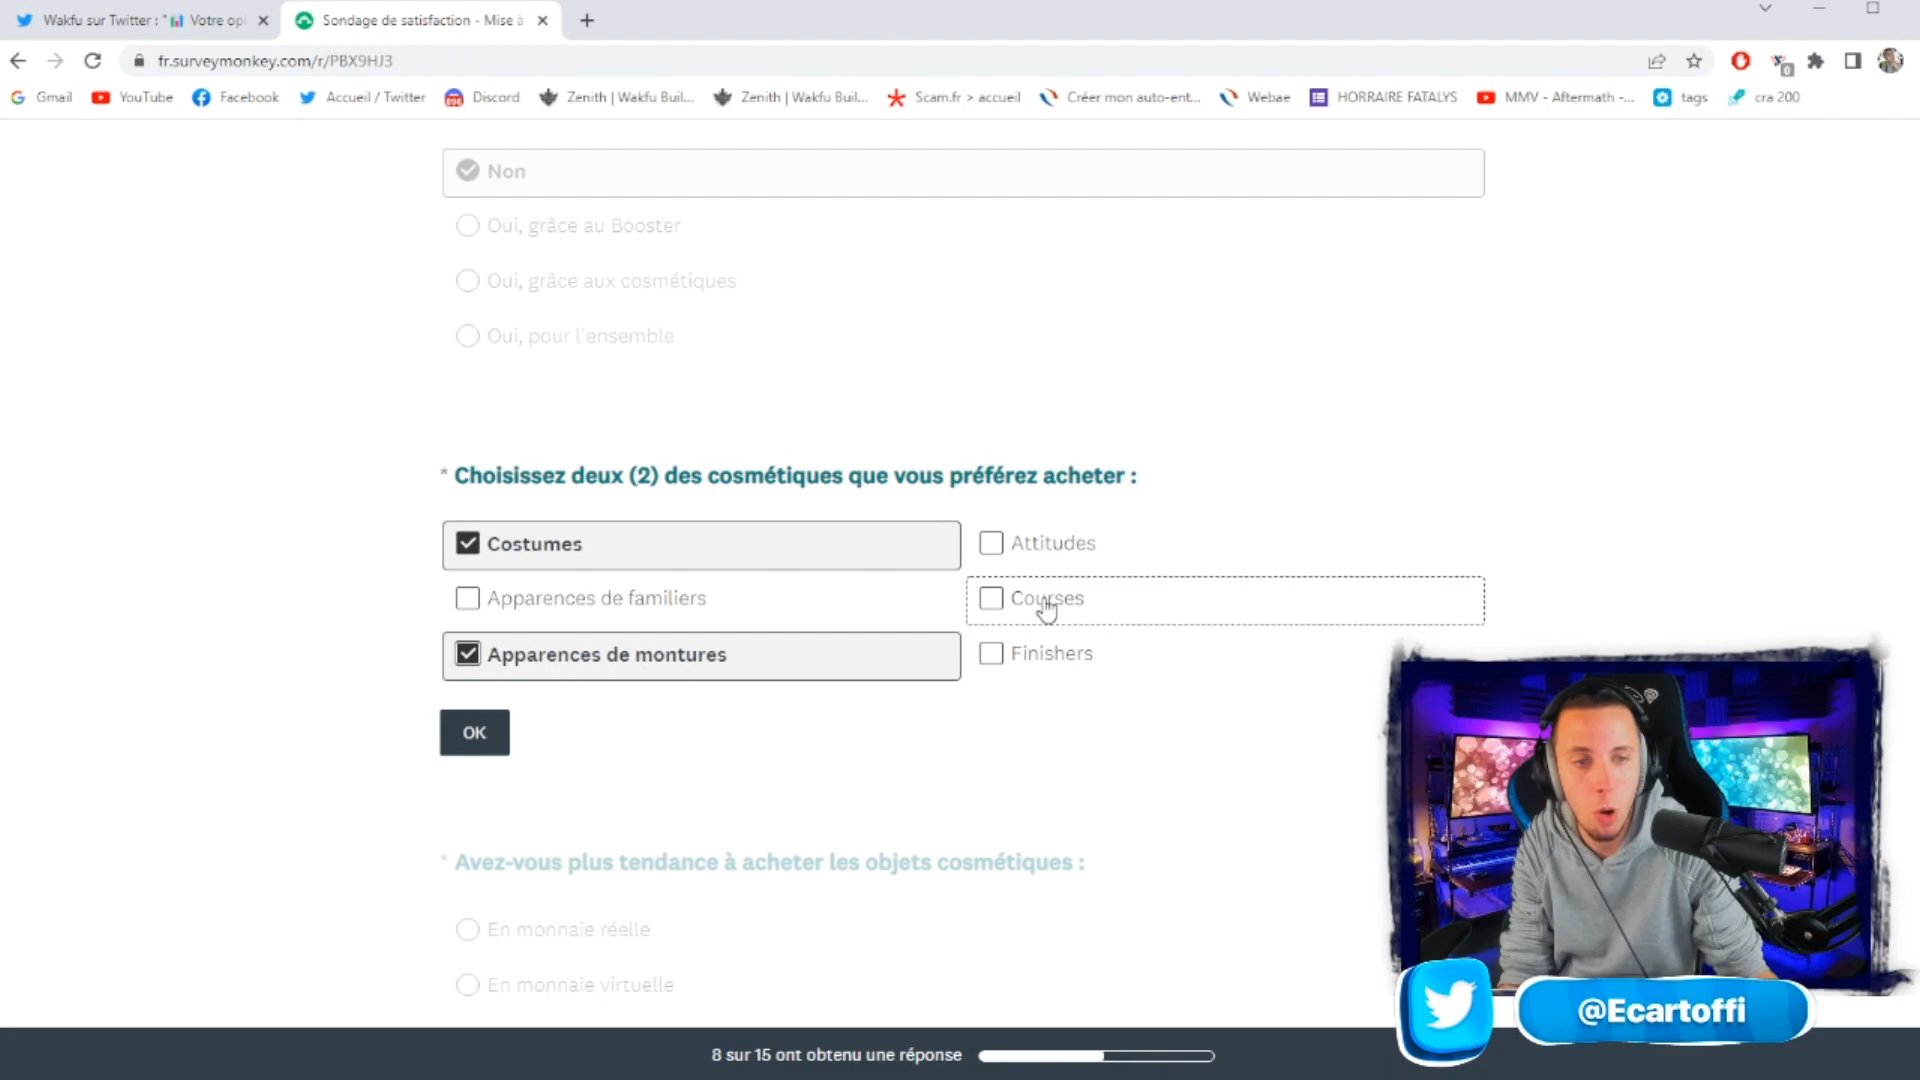 Wakfu sur Twitter : " Votre opi
Sondage de satisfaction - Mise à
fr.surveymonkey.com/r/PBX9HJ3
Gmail
YouTube
Facebook
Accueil / Twitter
Discord
Zenith | Wakfu Buil...
Zenith | Wakfu Buil...
Scam.fr > accueil
Créer mon auto-ent...
Webae
HORRAIRE FATALYS
MMV - Aftermath -...
tags
cra 200
Non
Oui, grâce au Booster
Oui, grâce aux cosmétiques
Oui, pour l'ensemble
* Choisissez deux (2) des cosmétiques que vous préférez acheter :
Costumes
Attitudes
Apparences de familiers
Courses
Apparences de montures
Finishers
OK
* Avez-vous plus tendance à acheter les objets cosmétiques :
En monnaie réelle
En monnaie virtuelle
@Ecartoffi
8 sur 15 ont obtenu une réponse